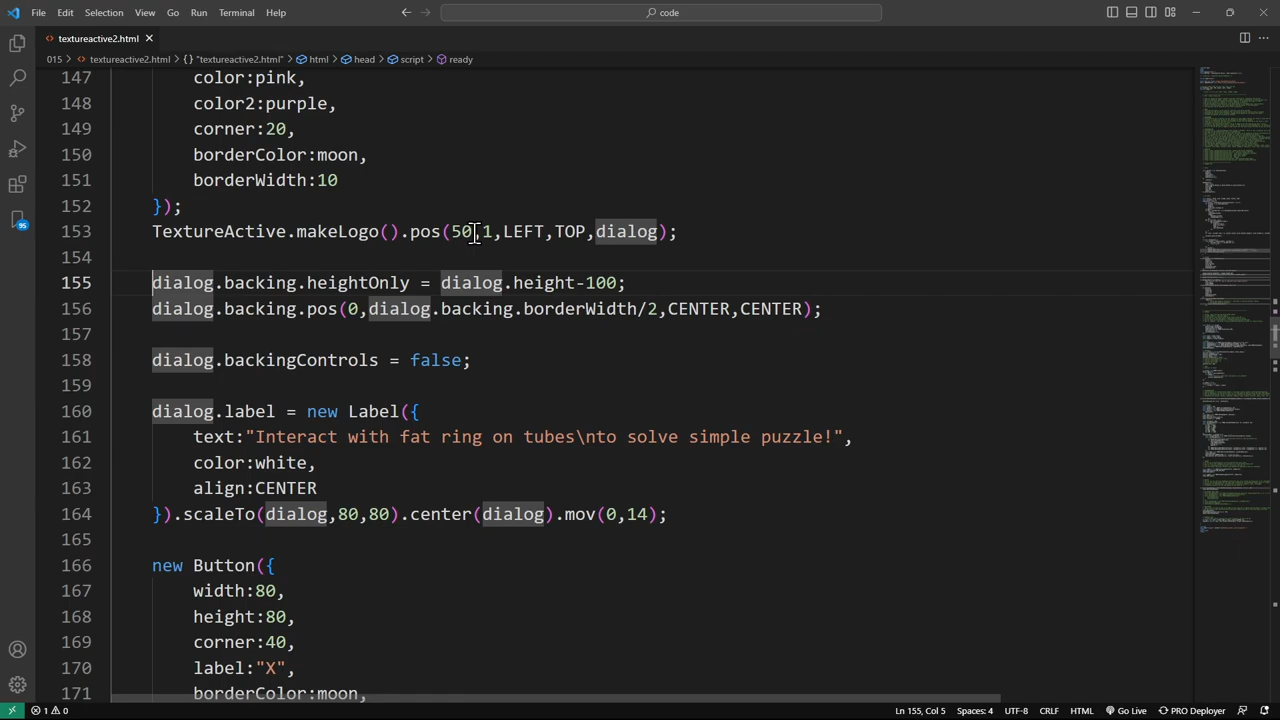 File Edit Selection View Go Run Terminal Help
code
textureactive2.html
015 > textureactive2.html > {} "textureactive2.html" > html > head > script > ready
147 color:pink,
148 color2:purple,
149 corner:20,
150 borderColor:moon,
151 borderWidth:10
152 });
153 TextureActive.makeLogo().pos(50,1,LEFT,TOP,dialog);
154
155 dialog.backing.heightOnly = dialog.height-100;
156 dialog.backing.pos(0,dialog.backing.borderWidth/2,CENTER,CENTER);
157
158 dialog.backingControls = false;
159
160 dialog.label = new Label({
161 text:"Interact with fat ring on tubes\nto solve simple puzzle!",
162 color:white,
163 align:CENTER
164 }).scaleTo(dialog,80,80).center(dialog).mov(0,14);
165
166 new Button({
167 width:80,
168 height:80,
169 corner:40,
170 label:"X",
171 borderColor:moon,
95
1 0 Ln 155, Col 5 Spaces: 4 UTF-8 CRLF HTML Go Live PRO Deployer